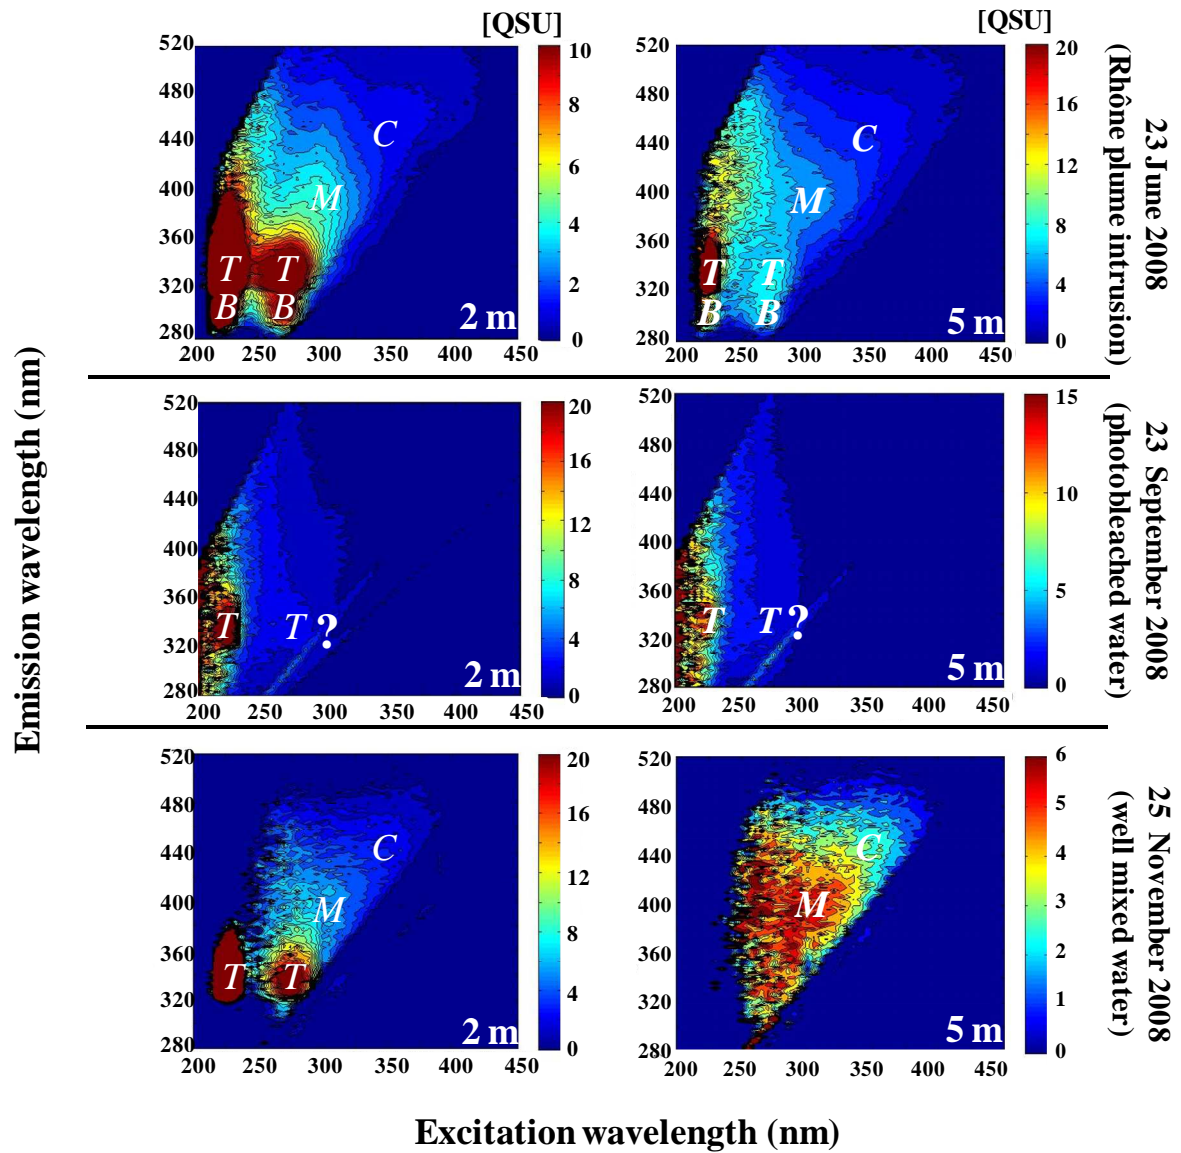 [QSU]
[QSU]
520
480
440
400
360
320
280
C
M
T T
B B
2 m
200 250 300 350 400 450
10
8
6
4
2
0
520
480
440
400
360
320
280
C
M
T T
B B
5 m
200 250 300 350 400 450
20
16
12
8
4
0
23 June 2008
(Rhône plume intrusion)
520
480
440
400
360
320
280
T T ?
2 m
200 250 300 350 400 450
20
16
12
8
4
0
520
480
440
400
360
320
280
T T ?
5 m
200 250 300 350 400 450
15
10
5
0
23 September 2008
(photobleached water)
520
480
440
400
360
320
280
C
M
T T
2 m
200 260 300 350 400 450
20
16
12
8
4
0
520
480
440
400
360
320
280
C
M
5 m
200 260 300 350 400 450
6
5
4
3
2
1
0
25 November 2008
(well mixed water)
Emission wavelength (nm)
Excitation wavelength (nm)